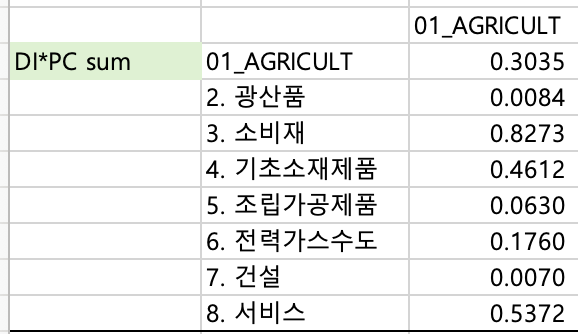 01_AGRICULT
DI*PC sum 01_AGRICULT 0.3035
2. 광산품 0.0084
3. 소비재 0.8273
4. 기초소재제품 0.4612
5. 조립가공제품 0.0630
6. 전력가스수도 0.1760
7. 건설 0.0070
8. 서비스 0.5372